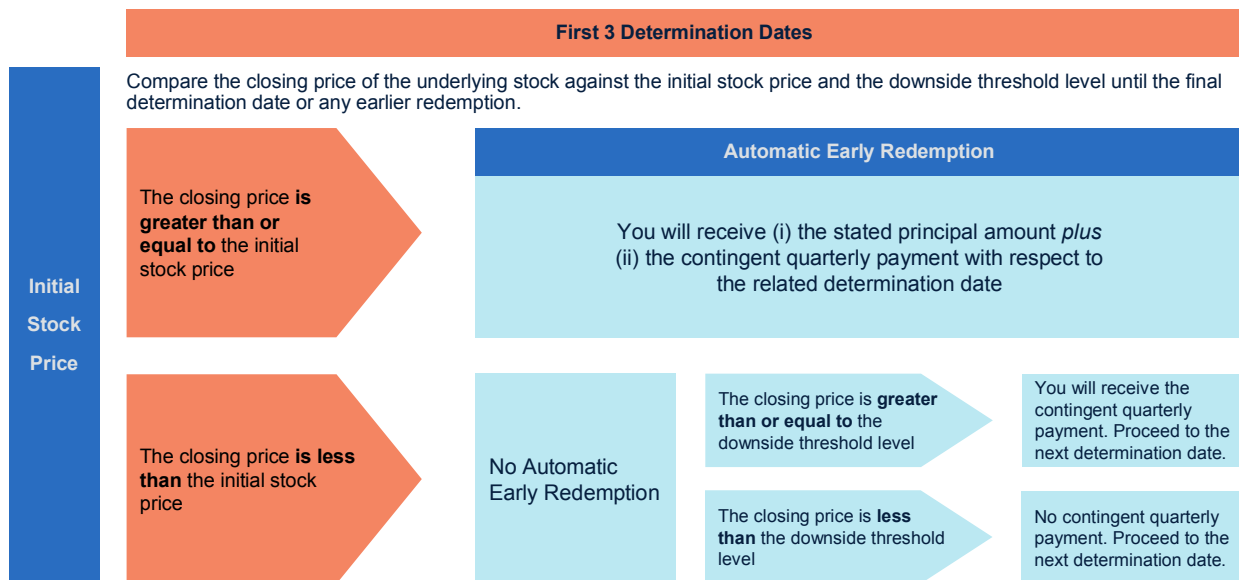 First 3 Determination Dates
Compare the closing price of the underlying stock against the initial stock price and the downside threshold level until the final
determination date or any earlier redemption.
Initial
Stock
Price
The closing price is
greater than or
equal to the initial
stock price
Automatic Early Redemption
You will receive (i) the stated principal amount plus
(ii) the contingent quarterly payment with respect to
the related determination date
The closing price is less
than the initial stock
price
No Automatic
Early Redemption
The closing price is greater
than or equal to the
downside threshold level
You will receive the
contingent quarterly
payment. Proceed to the
next determination date.
The closing price is less
than the downside threshold
level
No contingent quarterly
payment. Proceed to the
next determination date.